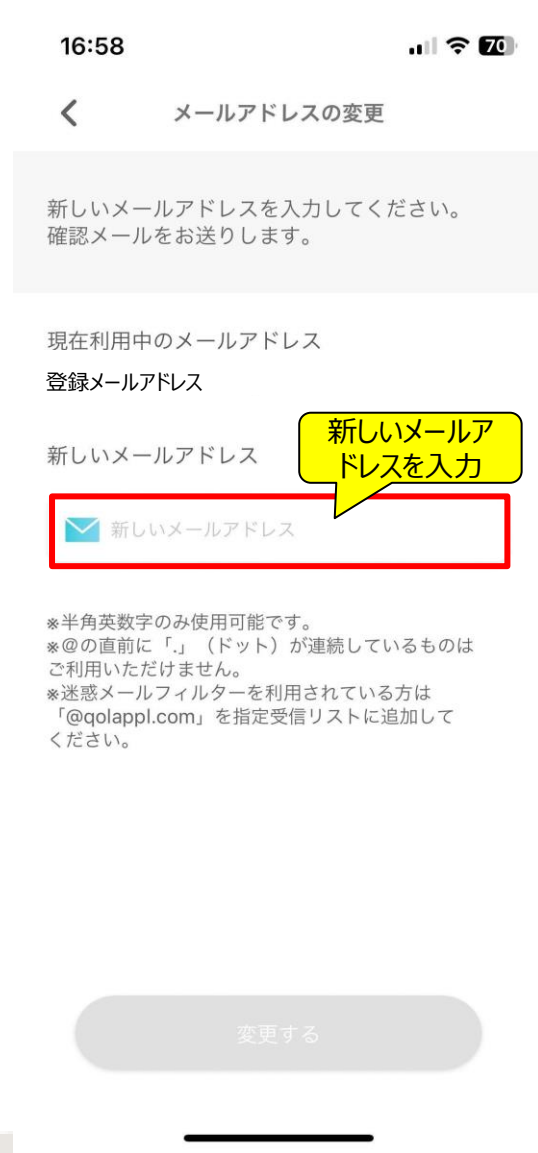 16:58
70
メールアドレスの変更
新しいメールアドレスを入力してください。
確認メールをお送りします。
現在利用中のメールアドレス
登録メールアドレス
新しいメールアドレス
新しいメールア
ドレスを入力
新しいメールアドレス
※半角英数字のみ使用可能です。
※@の直前に「.」（ドット）が連続しているものは
ご利用いただけません。
※迷惑メールフィルターを利用されている方は
「@qolappl.com」を指定受信リストに追加して
ください。
変更する